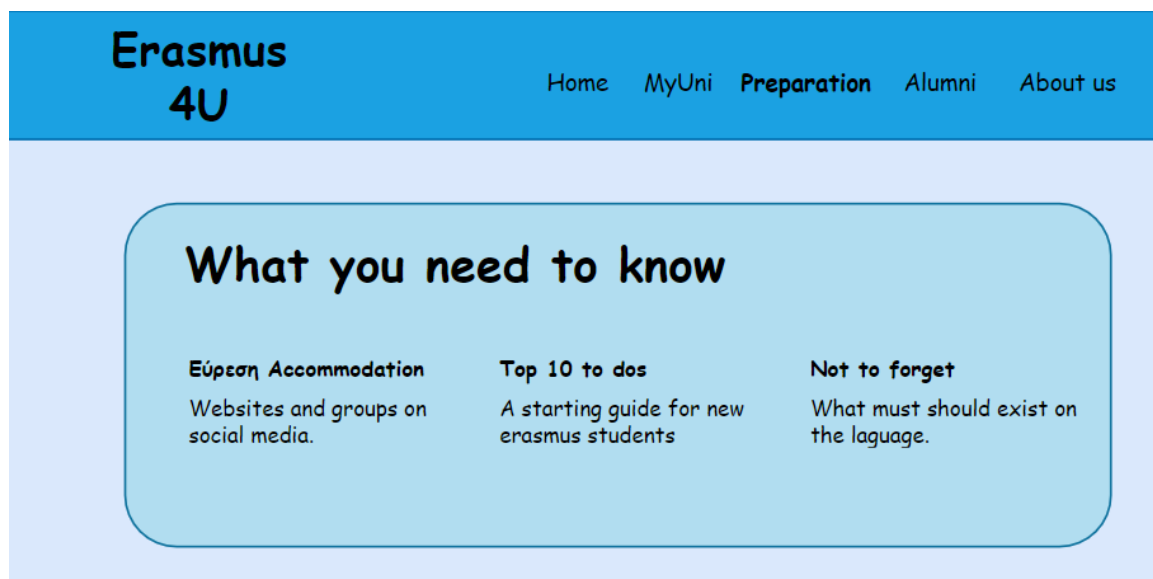 Erasmus
4U
Home MyUni Preparation Alumni About us
What you need to know
Εύρεση Accommodation
Websites and groups on
social media.
Top 10 to dos
A starting guide for new
erasmus students
Not to forget
What must should exist on
the laguage.